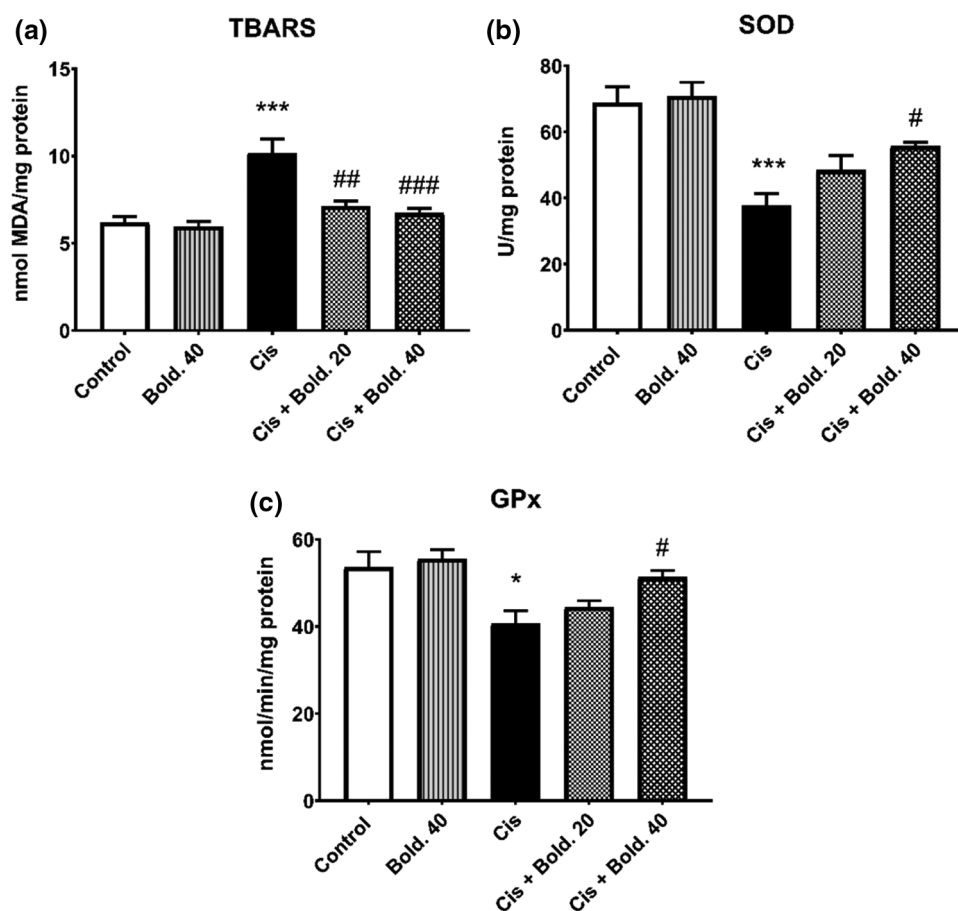 (a)
TBARS
nmol MDA/mg protein
15
10
5
0
***
##
###
Control
Bold. 40
Cis
Cis + Bold. 20
Cis + Bold. 40
(b)
SOD
U/mg protein
80
60
40
20
0
***
#
Control
Bold. 40
Cis
Cis + Bold. 20
Cis + Bold. 40
(c)
GPx
nmol/min/mg protein
60
40
20
0
*
#
Control
Bold. 40
Cis
Cis + Bold. 20
Cis + Bold. 40